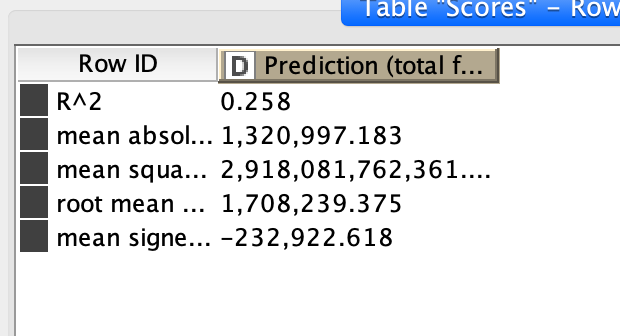 Table "Scores" - Row
Row ID D Prediction (total f...
R^2 0.258
mean absol... 1,320,997.183
mean squa... 2,918,081,762,361....
root mean ... 1,708,239.375
mean signe... -232,922.618